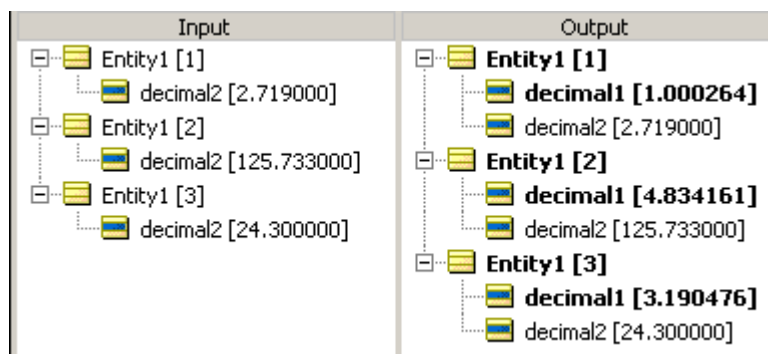 Input
Entity1 [1]
decimal2 [2.719000]
Entity1 [2]
decimal2 [125.733000]
Entity1 [3]
decimal2 [24.300000]
Output
Entity1 [1]
decimal1 [1.000264]
decimal2 [2.719000]
Entity1 [2]
decimal1 [4.834161]
decimal2 [125.733000]
Entity1 [3]
decimal1 [3.190476]
decimal2 [24.300000]